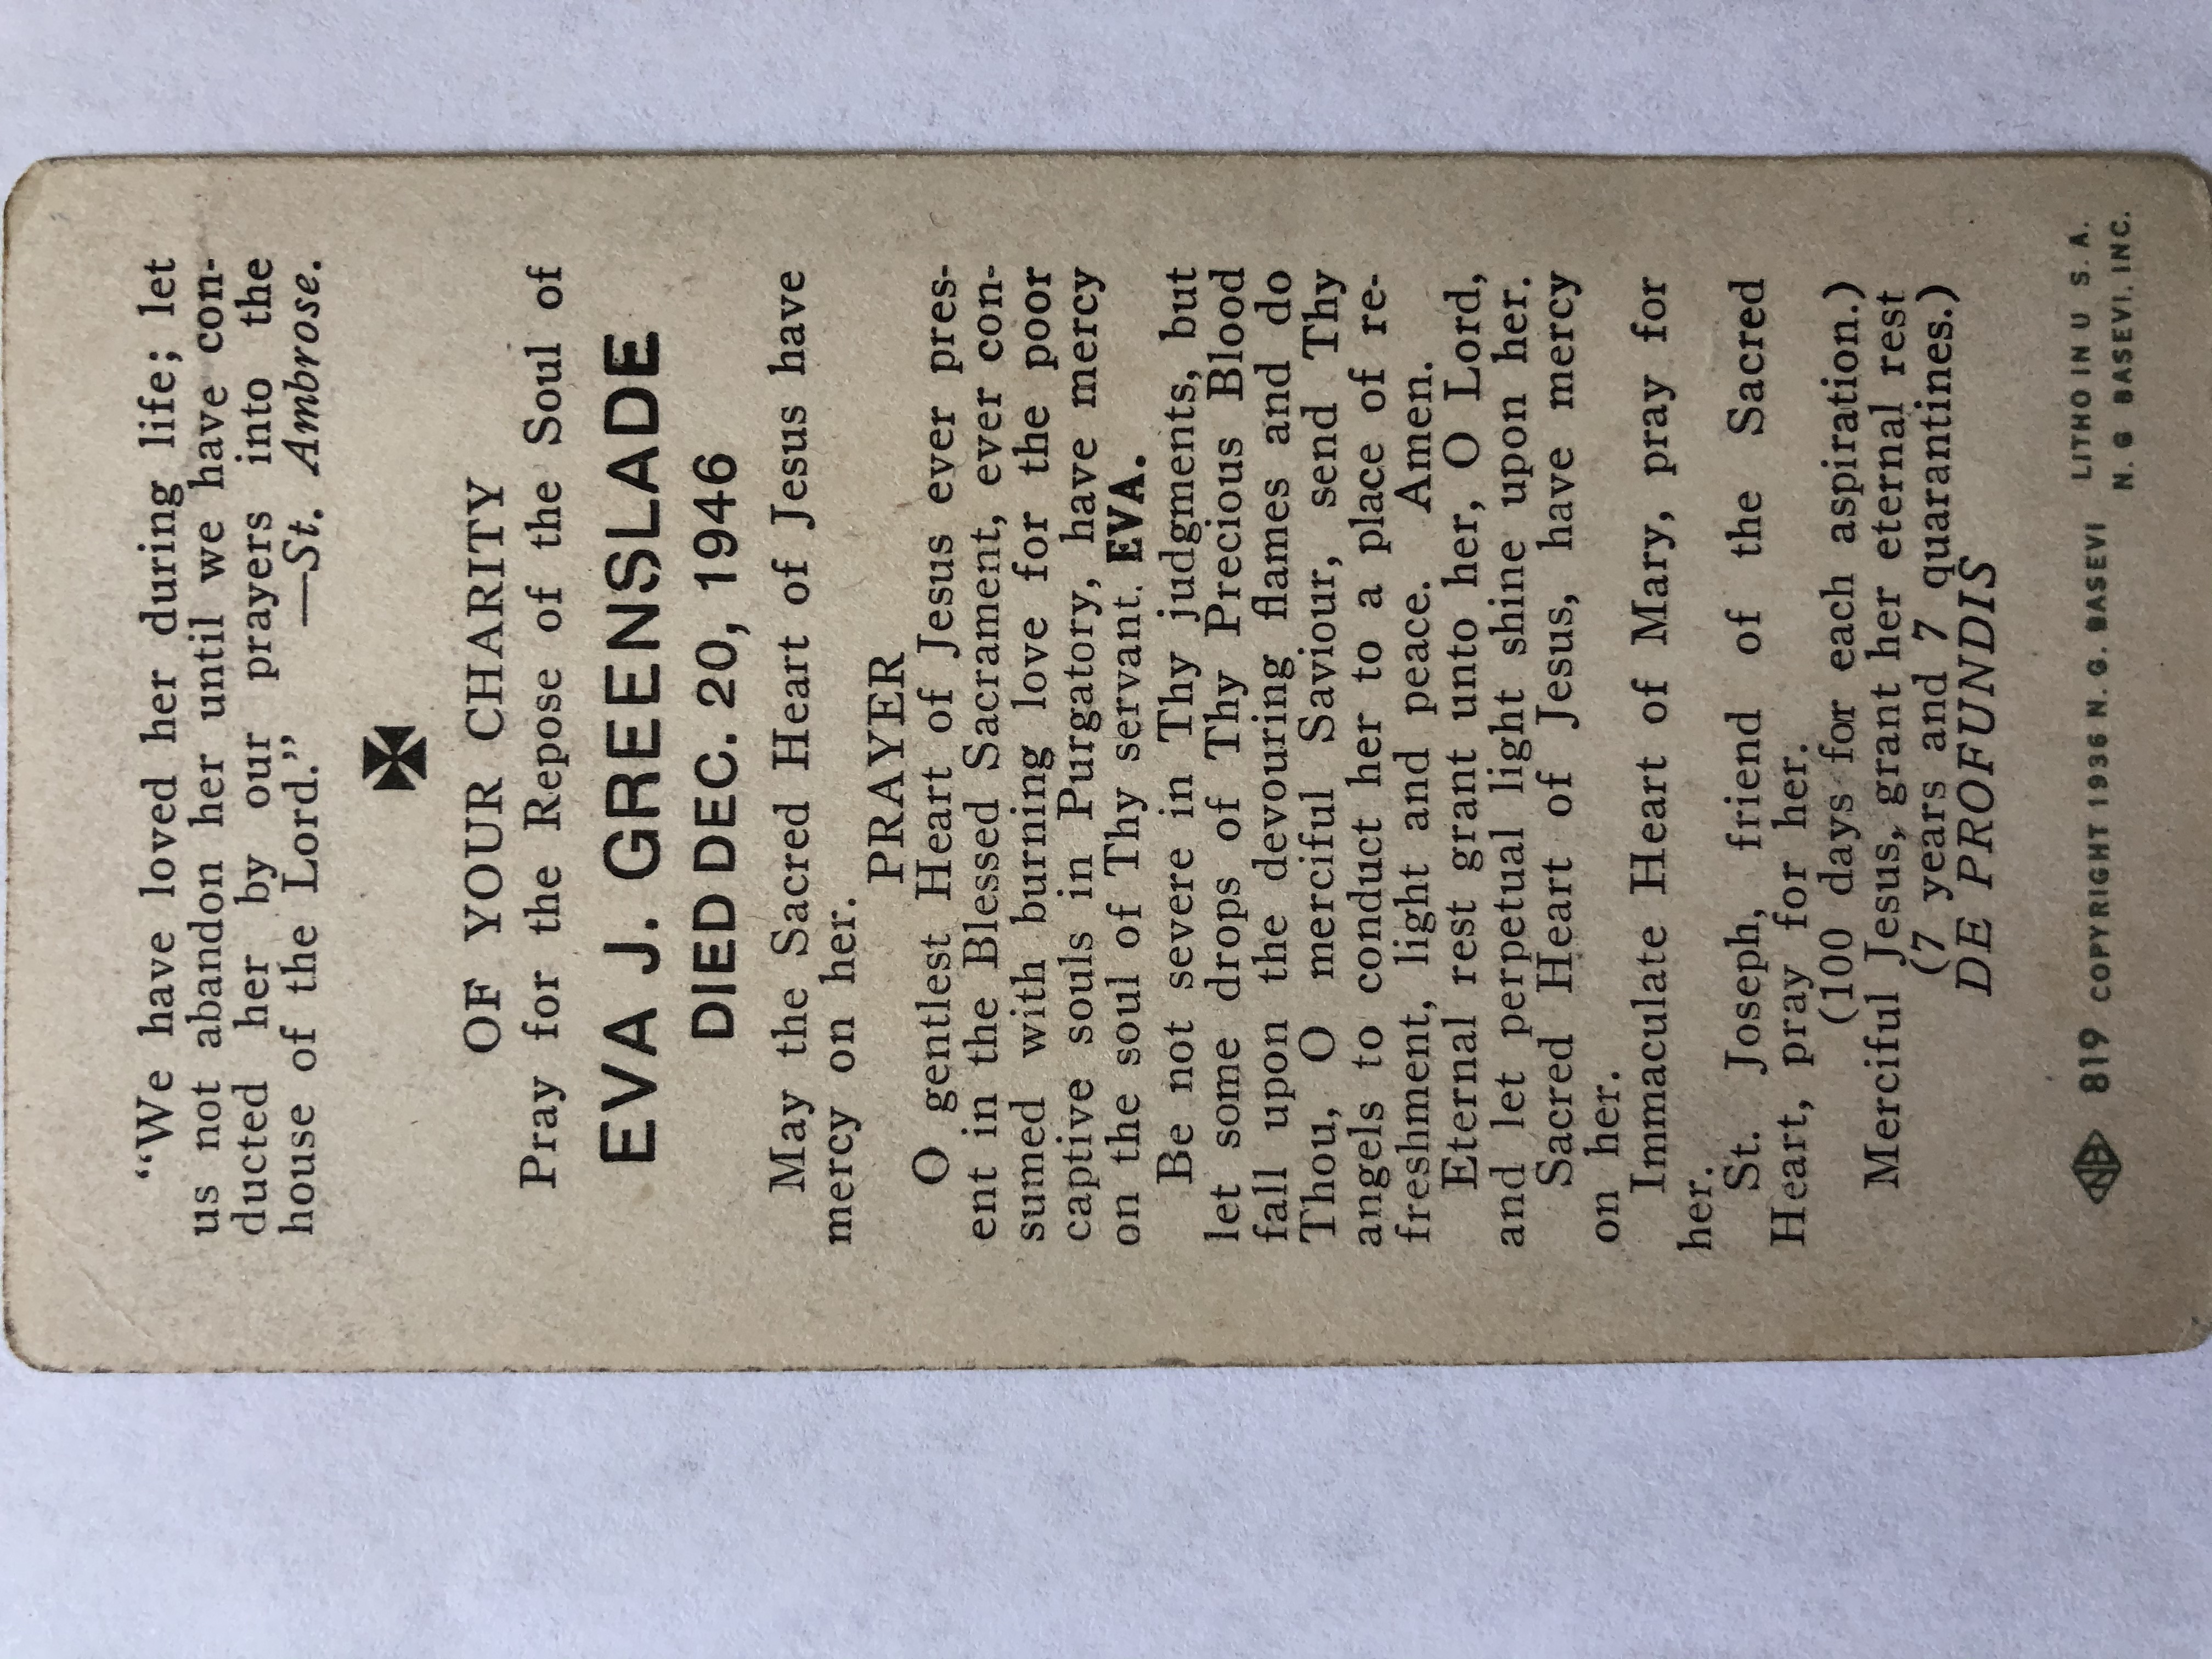 “We have loved her during life; let
us not abandon her until we have con-
ducted her by our prayers into the
house of the Lord.” —St. Ambrose.
✠
OF YOUR CHARITY
Pray for the Repose of the Soul of
EVA J. GREENSLADE
DIED DEC. 20, 1946
May the Sacred Heart of Jesus have
mercy on her.
PRAYER
O gentlest Heart of Jesus ever pres-
ent in the Blessed Sacrament, ever con-
sumed with burning love for the poor
captive souls in Purgatory, have mercy
on the soul of Thy servant. EVA.
Be not severe in Thy judgments, but
let some drops of Thy Precious Blood
fall upon the devouring flames and do
Thou, O merciful Saviour, send Thy
angels to conduct her to a place of re-
freshment, light and peace. Amen.
Eternal rest grant unto her, O Lord,
and let perpetual light shine upon her.
Sacred Heart of Jesus, have mercy
on her.
Immaculate Heart of Mary, pray for
her.
St. Joseph, friend of the Sacred
Heart, pray for her.
(100 days for each aspiration.)
Merciful Jesus, grant her eternal rest
(7 years and 7 quarantines.)
DE PROFUNDIS
NB 819 COPYRIGHT 1936 N. G. BASEVI
LITHO IN U S. A.
N. G BASEVI, INC.